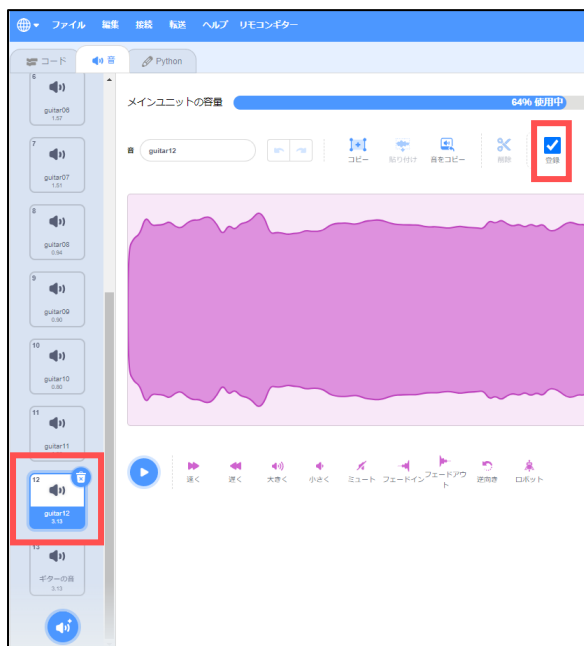 ファイル 編集 接続 転送 ヘルプ リモコンギター
コード 音 Python
6
guitar06
1.57
7
guitar07
1.51
8
guitar08
0.94
9
guitar09
0.90
10
guitar10
0.80
11
guitar11
12
guitar12
3.13
13
ギターの音
3.13
メインユニットの容量 64% 使用中
音 guitar12
コピー 貼り付け 音をコピー 削除 登録
速く 遅く 大きく 小さく ミュート フェードイン フェードアウト 逆向き ロボット